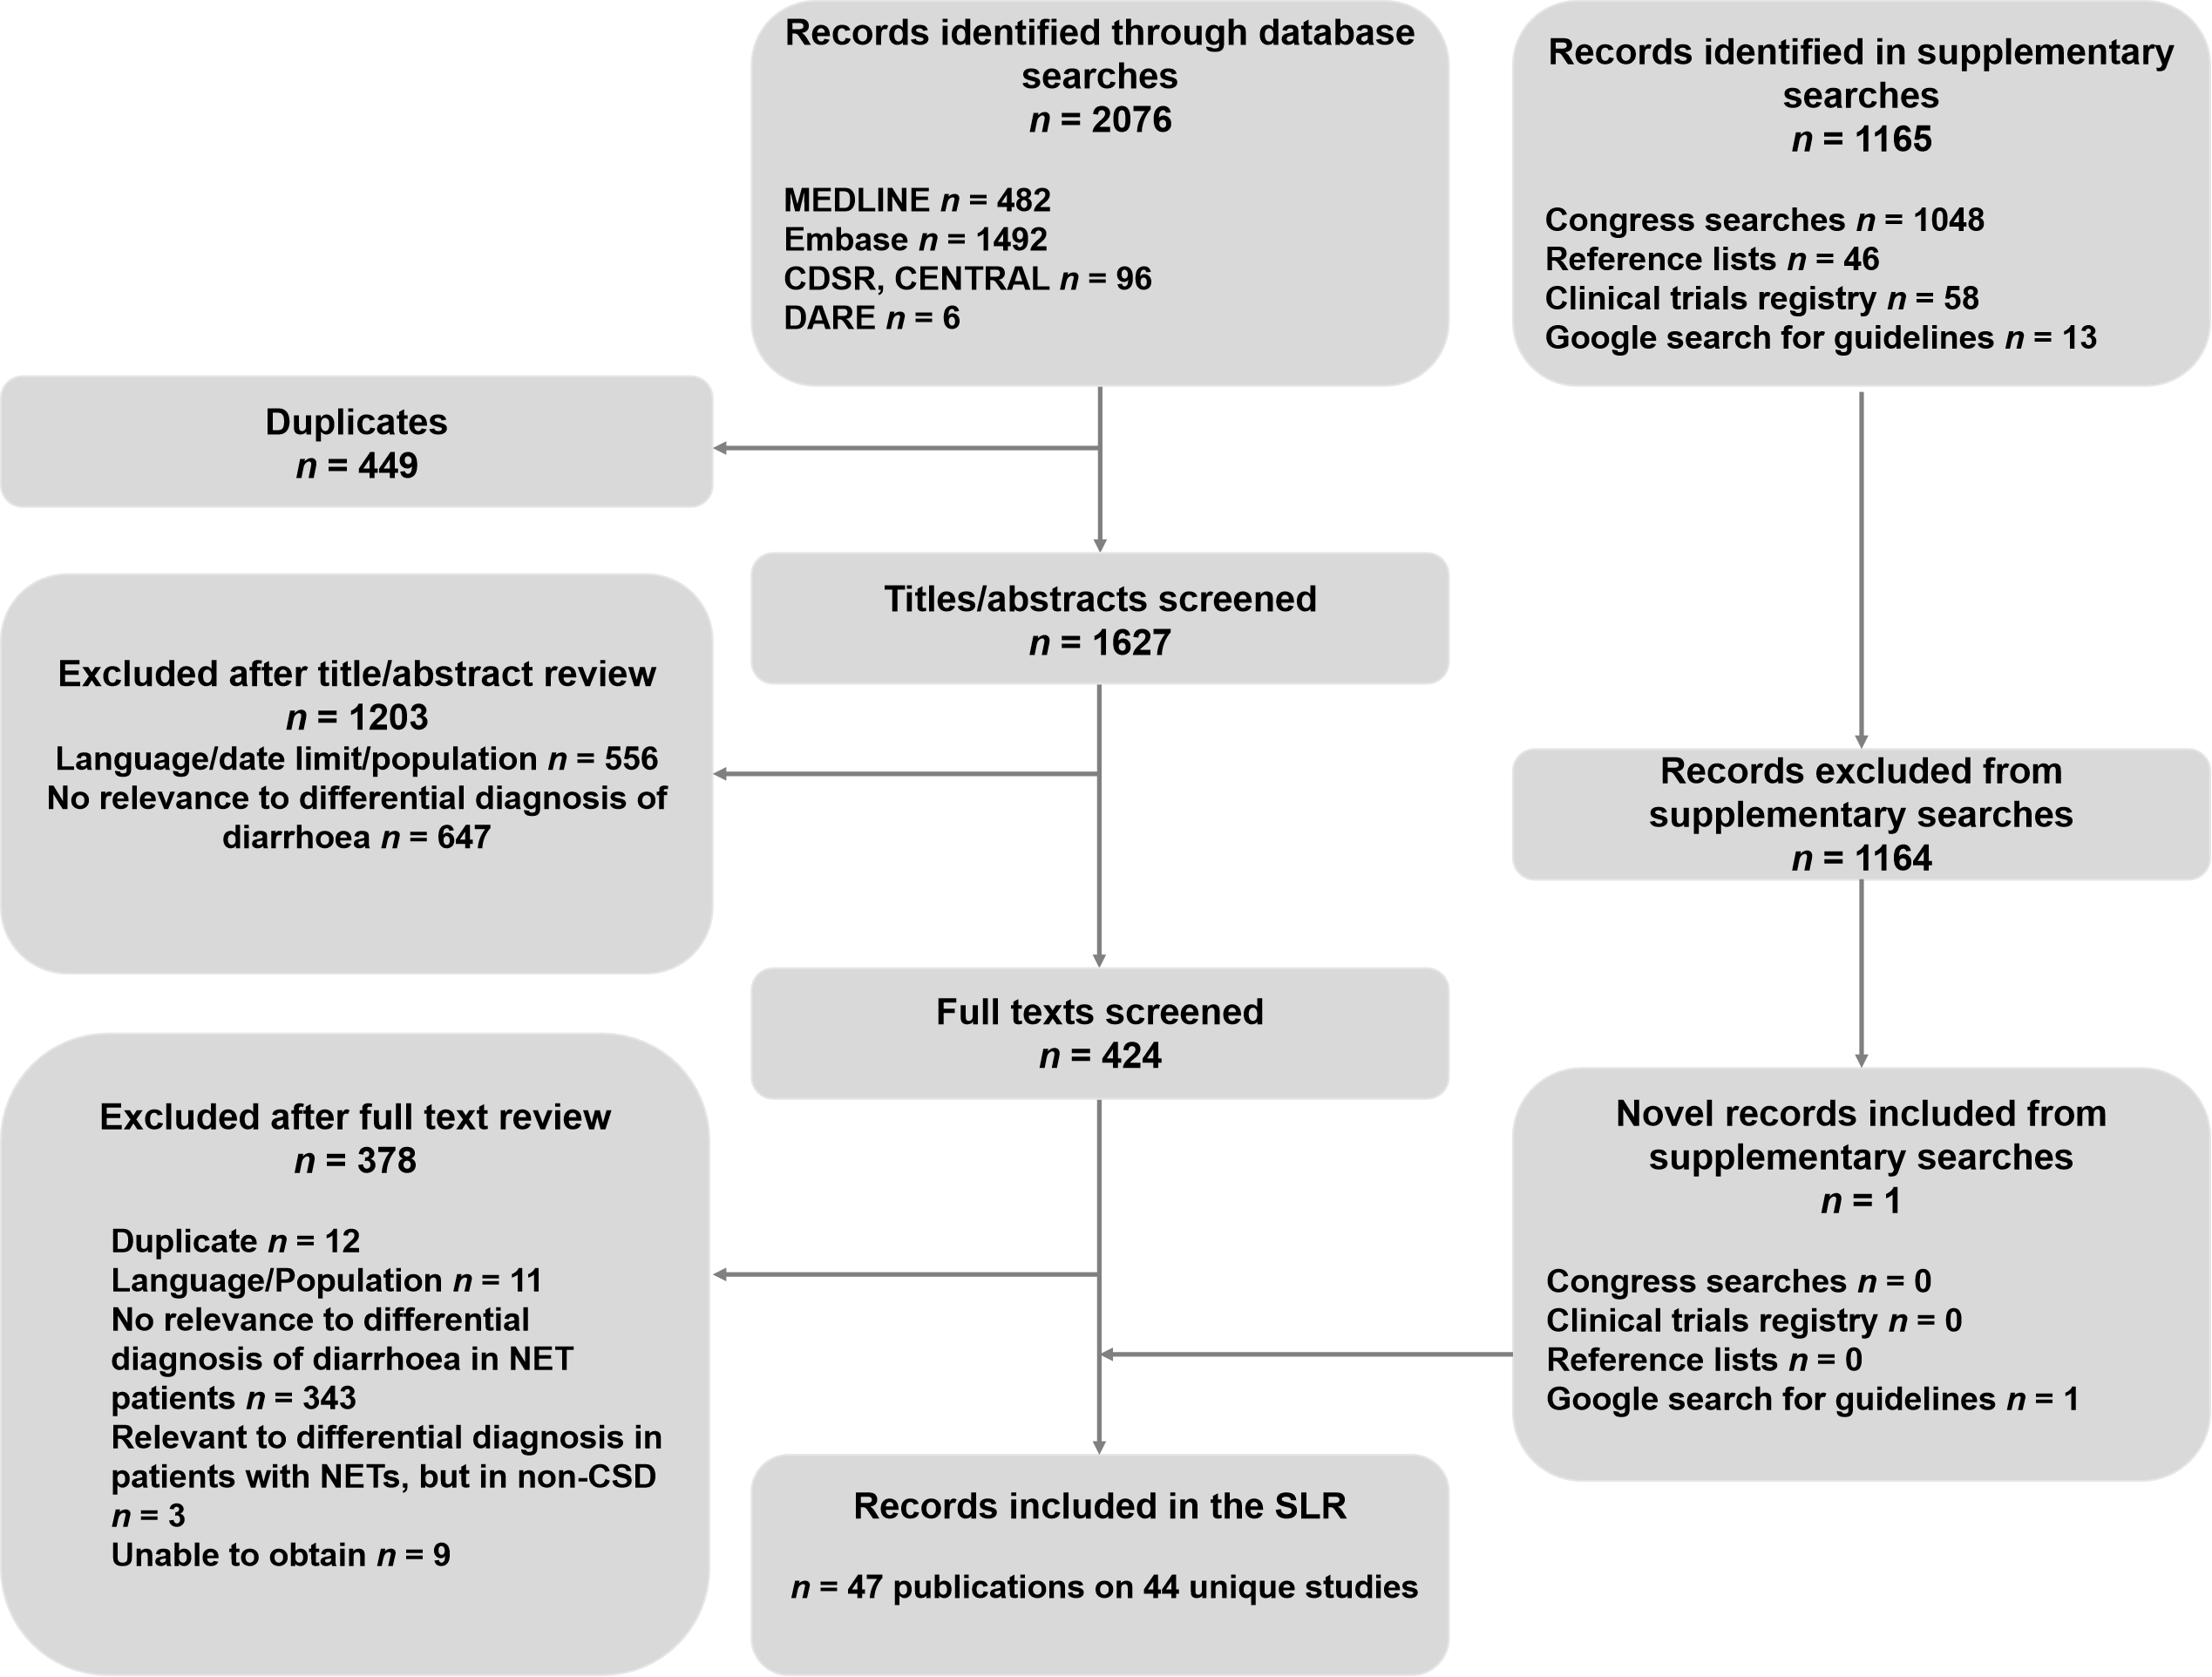 Records identified through database
searches
n = 2076
MEDLINE n = 482
Embase n = 1492
CDSR, CENTRAL n = 96
DARE n = 6
Records identified in supplementary
searches
n = 1165
Congress searches n = 1048
Reference lists n = 46
Clinical trials registry n = 58
Google search for guidelines n = 13
Duplicates
n = 449
Titles/abstracts screened
n = 1627
Excluded after title/abstract review
n = 1203
Language/date limit/population n = 556
No relevance to differential diagnosis of
diarrhoea n = 647
Records excluded from
supplementary searches
n = 1164
Full texts screened
n = 424
Excluded after full text review
n = 378
Duplicate n = 12
Language/Population n = 11
No relevance to differential
diagnosis of diarrhoea in NET
patients n = 343
Relevant to differential diagnosis in
patients with NETs, but in non-CSD
n = 3
Unable to obtain n = 9
Novel records included from
supplementary searches
n = 1
Congress searches n = 0
Clinical trials registry n = 0
Reference lists n = 0
Google search for guidelines n = 1
Records included in the SLR
n = 47 publications on 44 unique studies